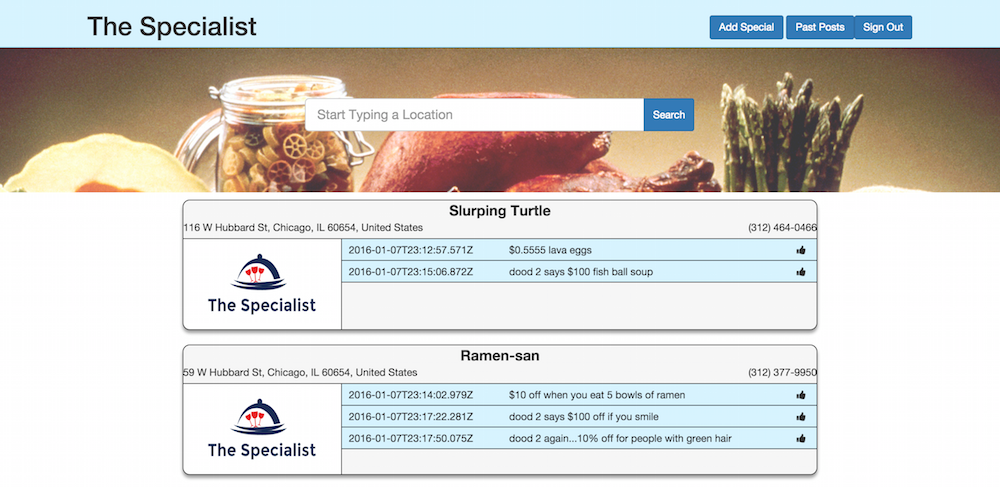 The Specialist
Add Special
Past Posts
Sign Out
Start Typing a Location
Search
Slurping Turtle
116 W Hubbard St, Chicago, IL 60654, United States
(312) 464-0466
The Specialist
2016-01-07T23:12:57.571Z $0.5555 lava eggs
2016-01-07T23:15:06.872Z dood 2 says $100 fish ball soup
Ramen-san
59 W Hubbard St, Chicago, IL 60654, United States
(312) 377-9950
The Specialist
2016-01-07T23:14:02.979Z $10 off when you eat 5 bowls of ramen
2016-01-07T23:17:22.281Z dood 2 says $100 off if you smile
2016-01-07T23:17:50.075Z dood 2 again...10% off for people with green hair